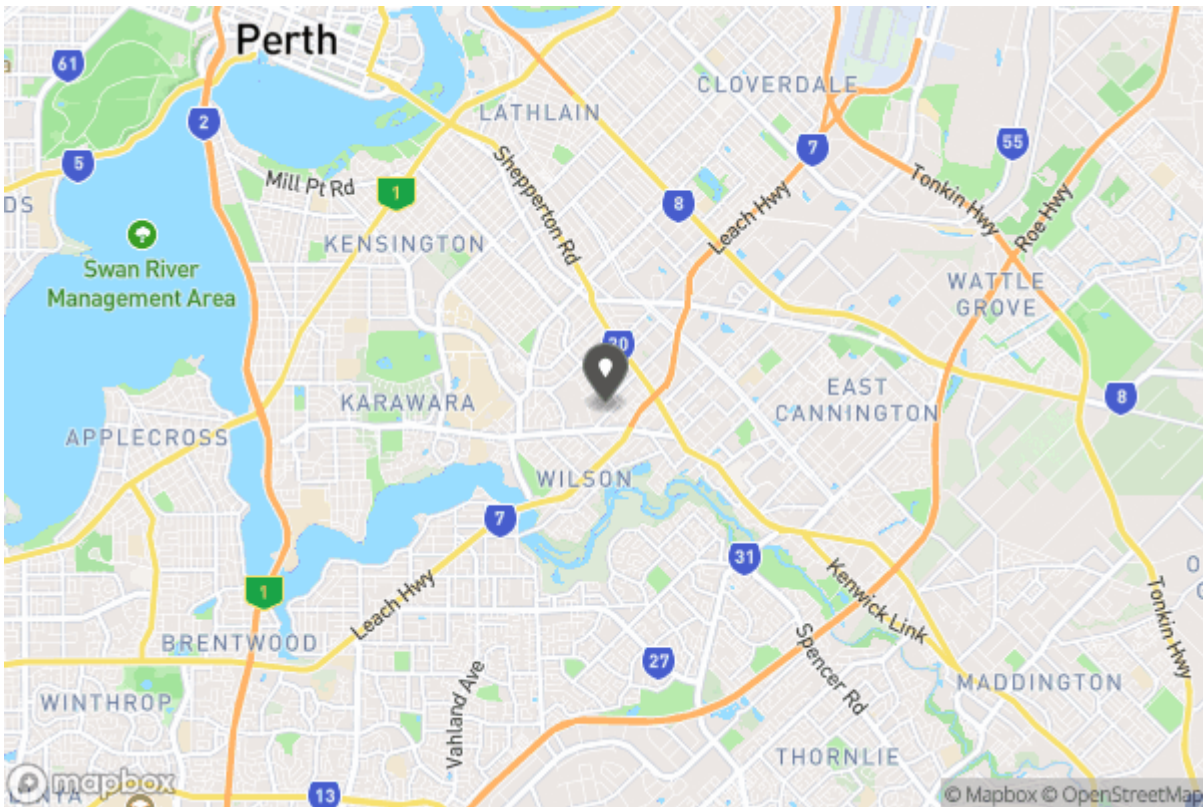 Perth
61
CLOVERDALE
LATHLAIN
2
7
55
5
Mill Pt Rd
1
Shepperton Rd
8
Leach Hwy
Tonkin Hwy
Roe Hwy
DS
KENSINGTON
Swan River
Management Area
WATTLE
GROVE
20
KARAWARA
EAST
CANNINGTON
8
APPLECROSS
WILSON
7
31
1
Leach Hwy
Kenwick Link
Tonkin Hwy
BRENTWOOD
27
Spencer Rd
Vahland Ave
WINTHROP
MADDINGTON
THORNLIE
mapbox
13
© Mapbox © OpenStreetMap